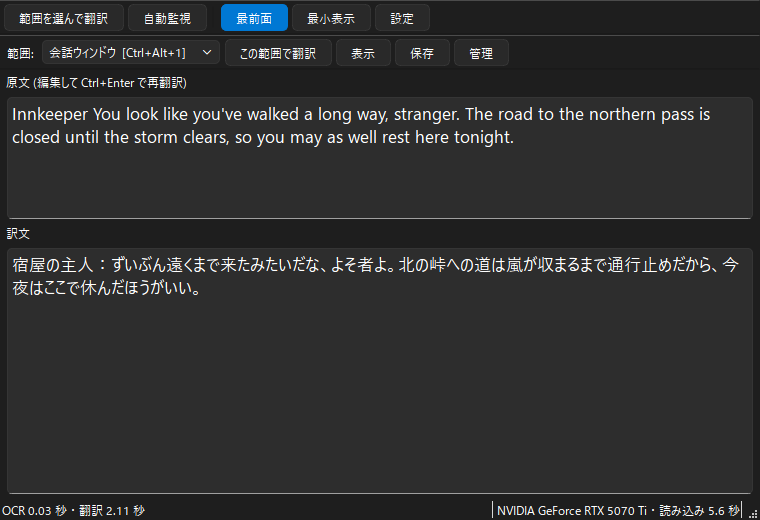 範囲を選んで翻訳 自動監視 最前面 最小表示 設定
範囲: 会話ウィンドウ [Ctrl+Alt+1] この範囲で翻訳 表示 保存 管理
原文 (編集して Ctrl+Enter で再翻訳)
Innkeeper You look like you've walked a long way, stranger. The road to the northern pass is
closed until the storm clears, so you may as well rest here tonight.
訳文
宿屋の主人：ずいぶん遠くまで来たみたいだな、よそ者よ。北の峠への道は嵐が収まるまで通行止めだから、今
夜はここで休んだほうがいい。
OCR 0.03 秒・翻訳 2.11 秒 NVIDIA GeForce RTX 5070 Ti・読み込み 5.6 秒